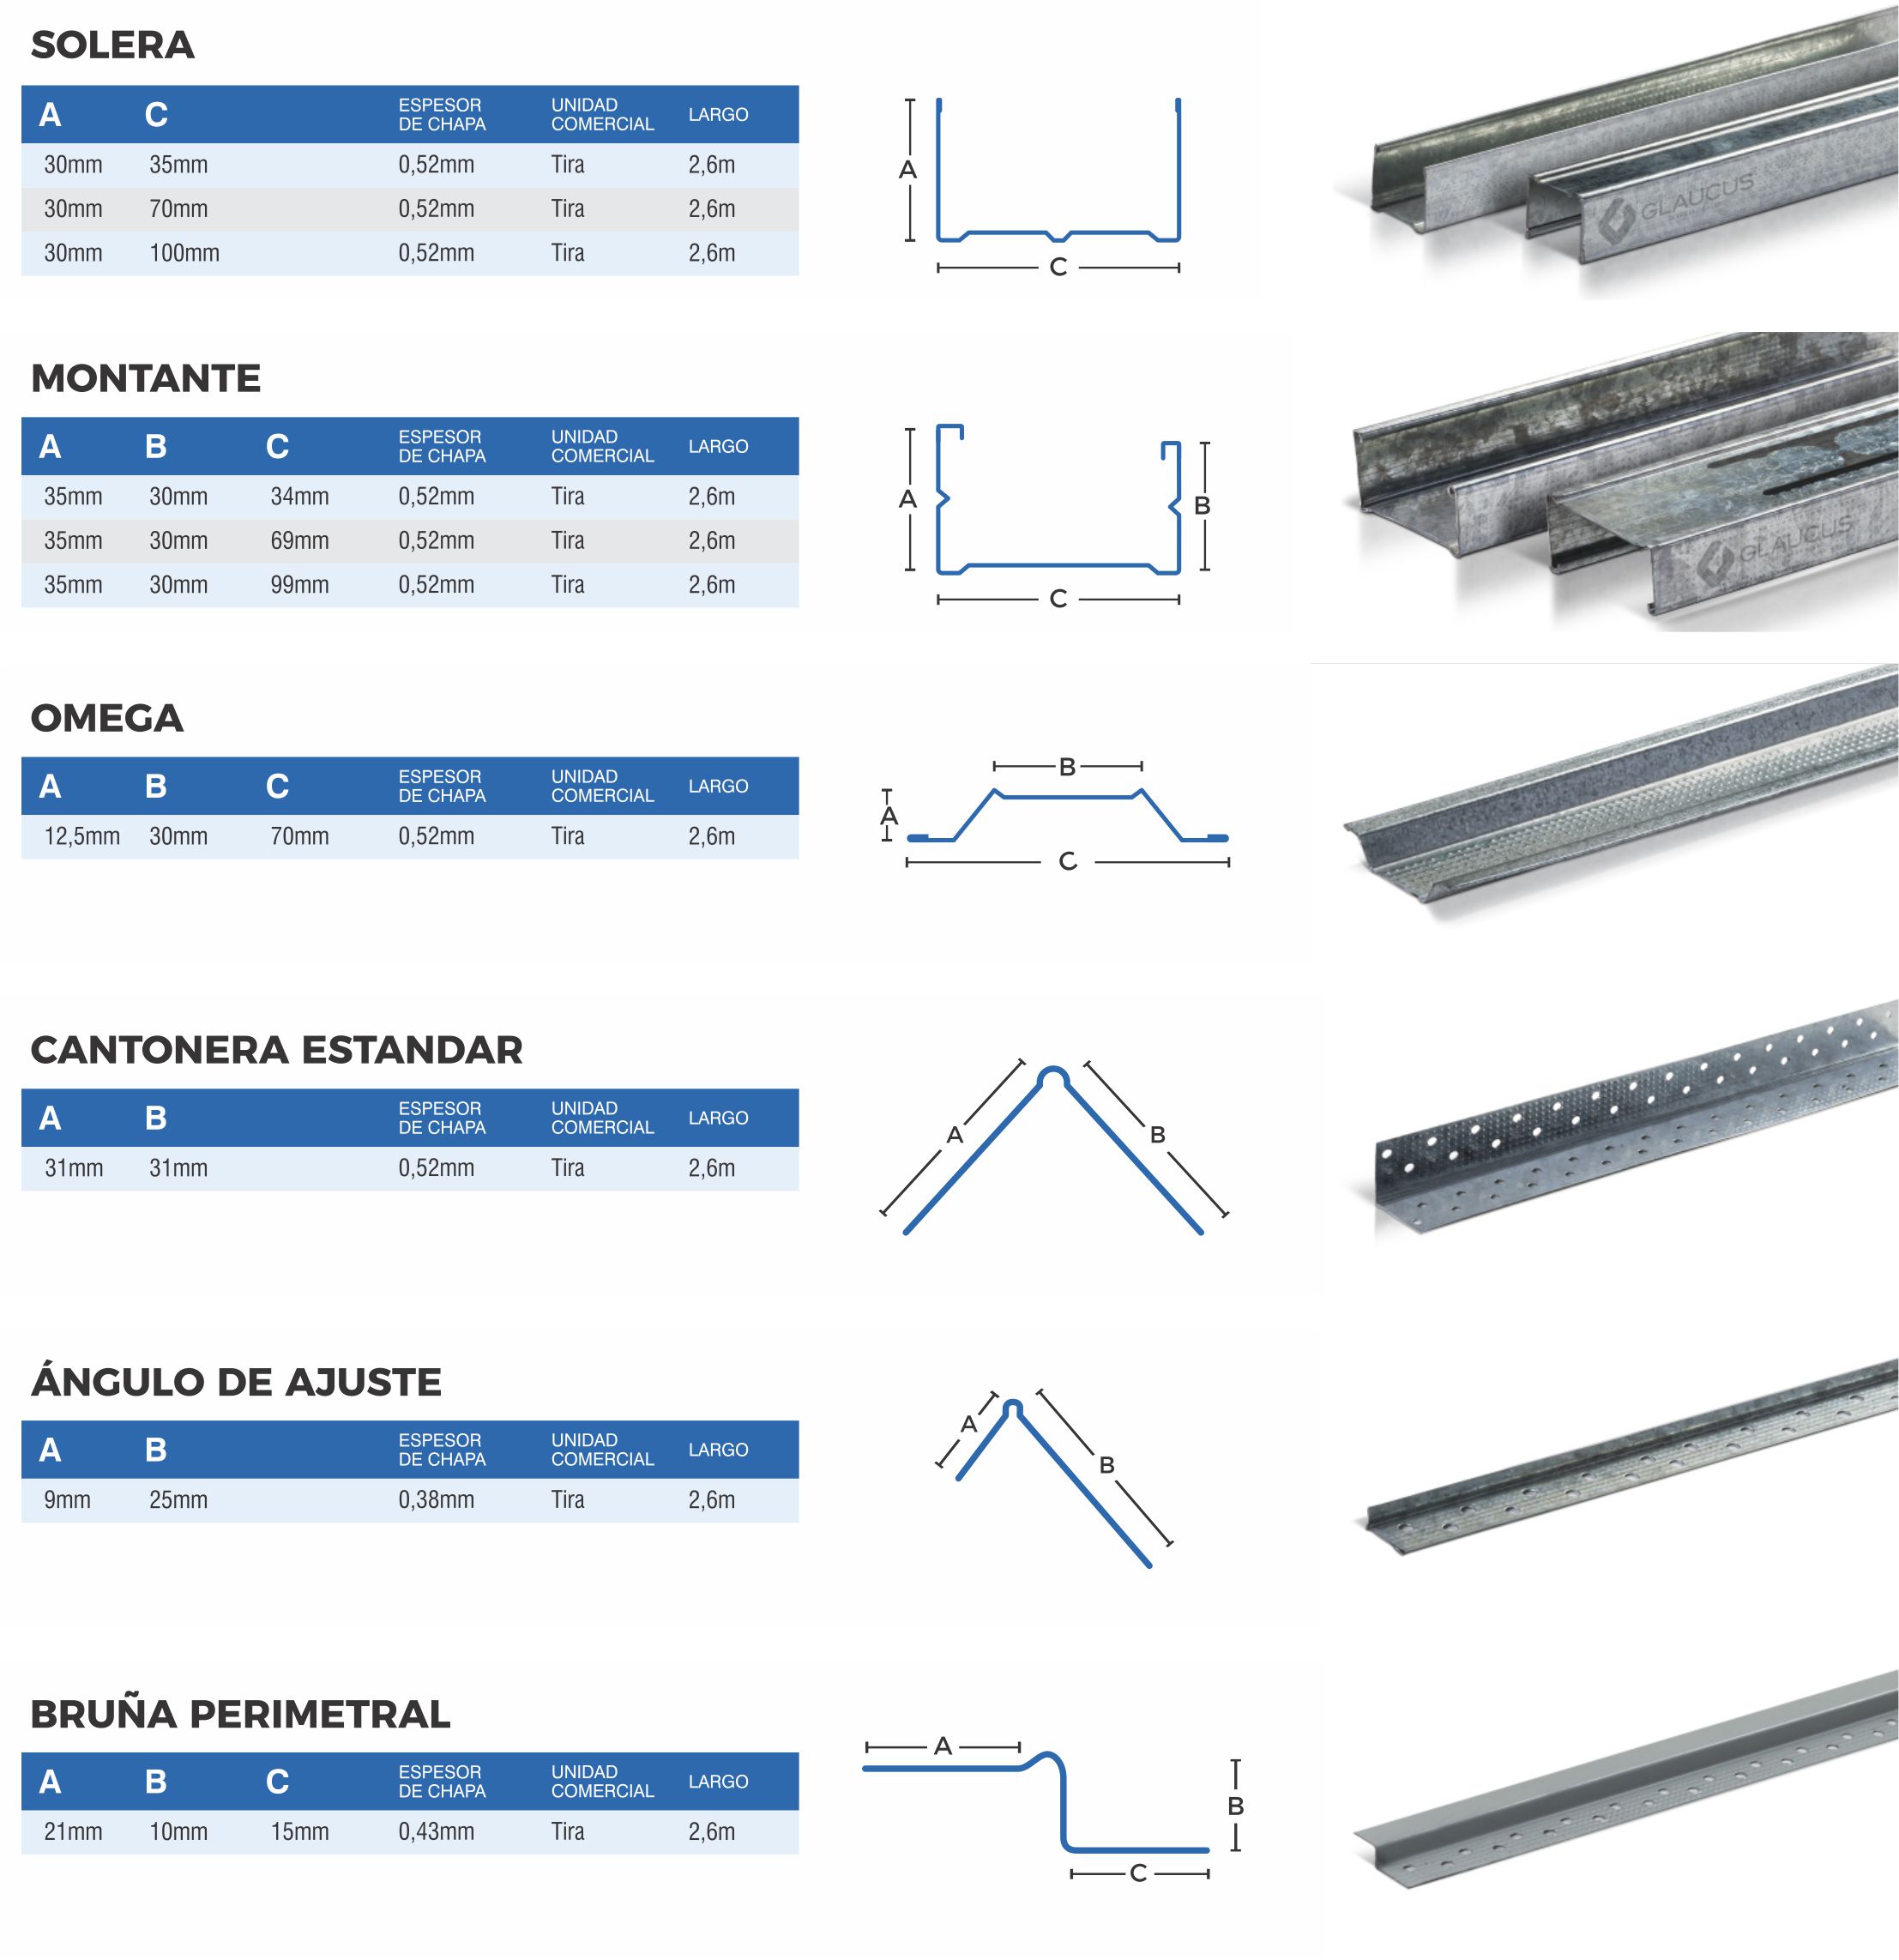 SOLERA
A C ESPESOR DE CHAPA UNIDAD COMERCIAL LARGO
30mm 35mm 0,52mm Tira 2,6m
30mm 70mm 0,52mm Tira 2,6m
30mm 100mm 0,52mm Tira 2,6m
A
C
GLAUCUS
MONTANTE
A B C ESPESOR DE CHAPA UNIDAD COMERCIAL LARGO
35mm 30mm 34mm 0,52mm Tira 2,6m
35mm 30mm 69mm 0,52mm Tira 2,6m
35mm 30mm 99mm 0,52mm Tira 2,6m
A
B
C
GLAUCUS
OMEGA
A B C ESPESOR DE CHAPA UNIDAD COMERCIAL LARGO
12,5mm 30mm 70mm 0,52mm Tira 2,6m
B
A
C
CANTONERA ESTANDAR
A B ESPESOR DE CHAPA UNIDAD COMERCIAL LARGO
31mm 31mm 0,52mm Tira 2,6m
A
B
ÁNGULO DE AJUSTE
A B ESPESOR DE CHAPA UNIDAD COMERCIAL LARGO
9mm 25mm 0,38mm Tira 2,6m
A
B
BRUÑA PERIMETRAL
A B C ESPESOR DE CHAPA UNIDAD COMERCIAL LARGO
21mm 10mm 15mm 0,43mm Tira 2,6m
A
B
C